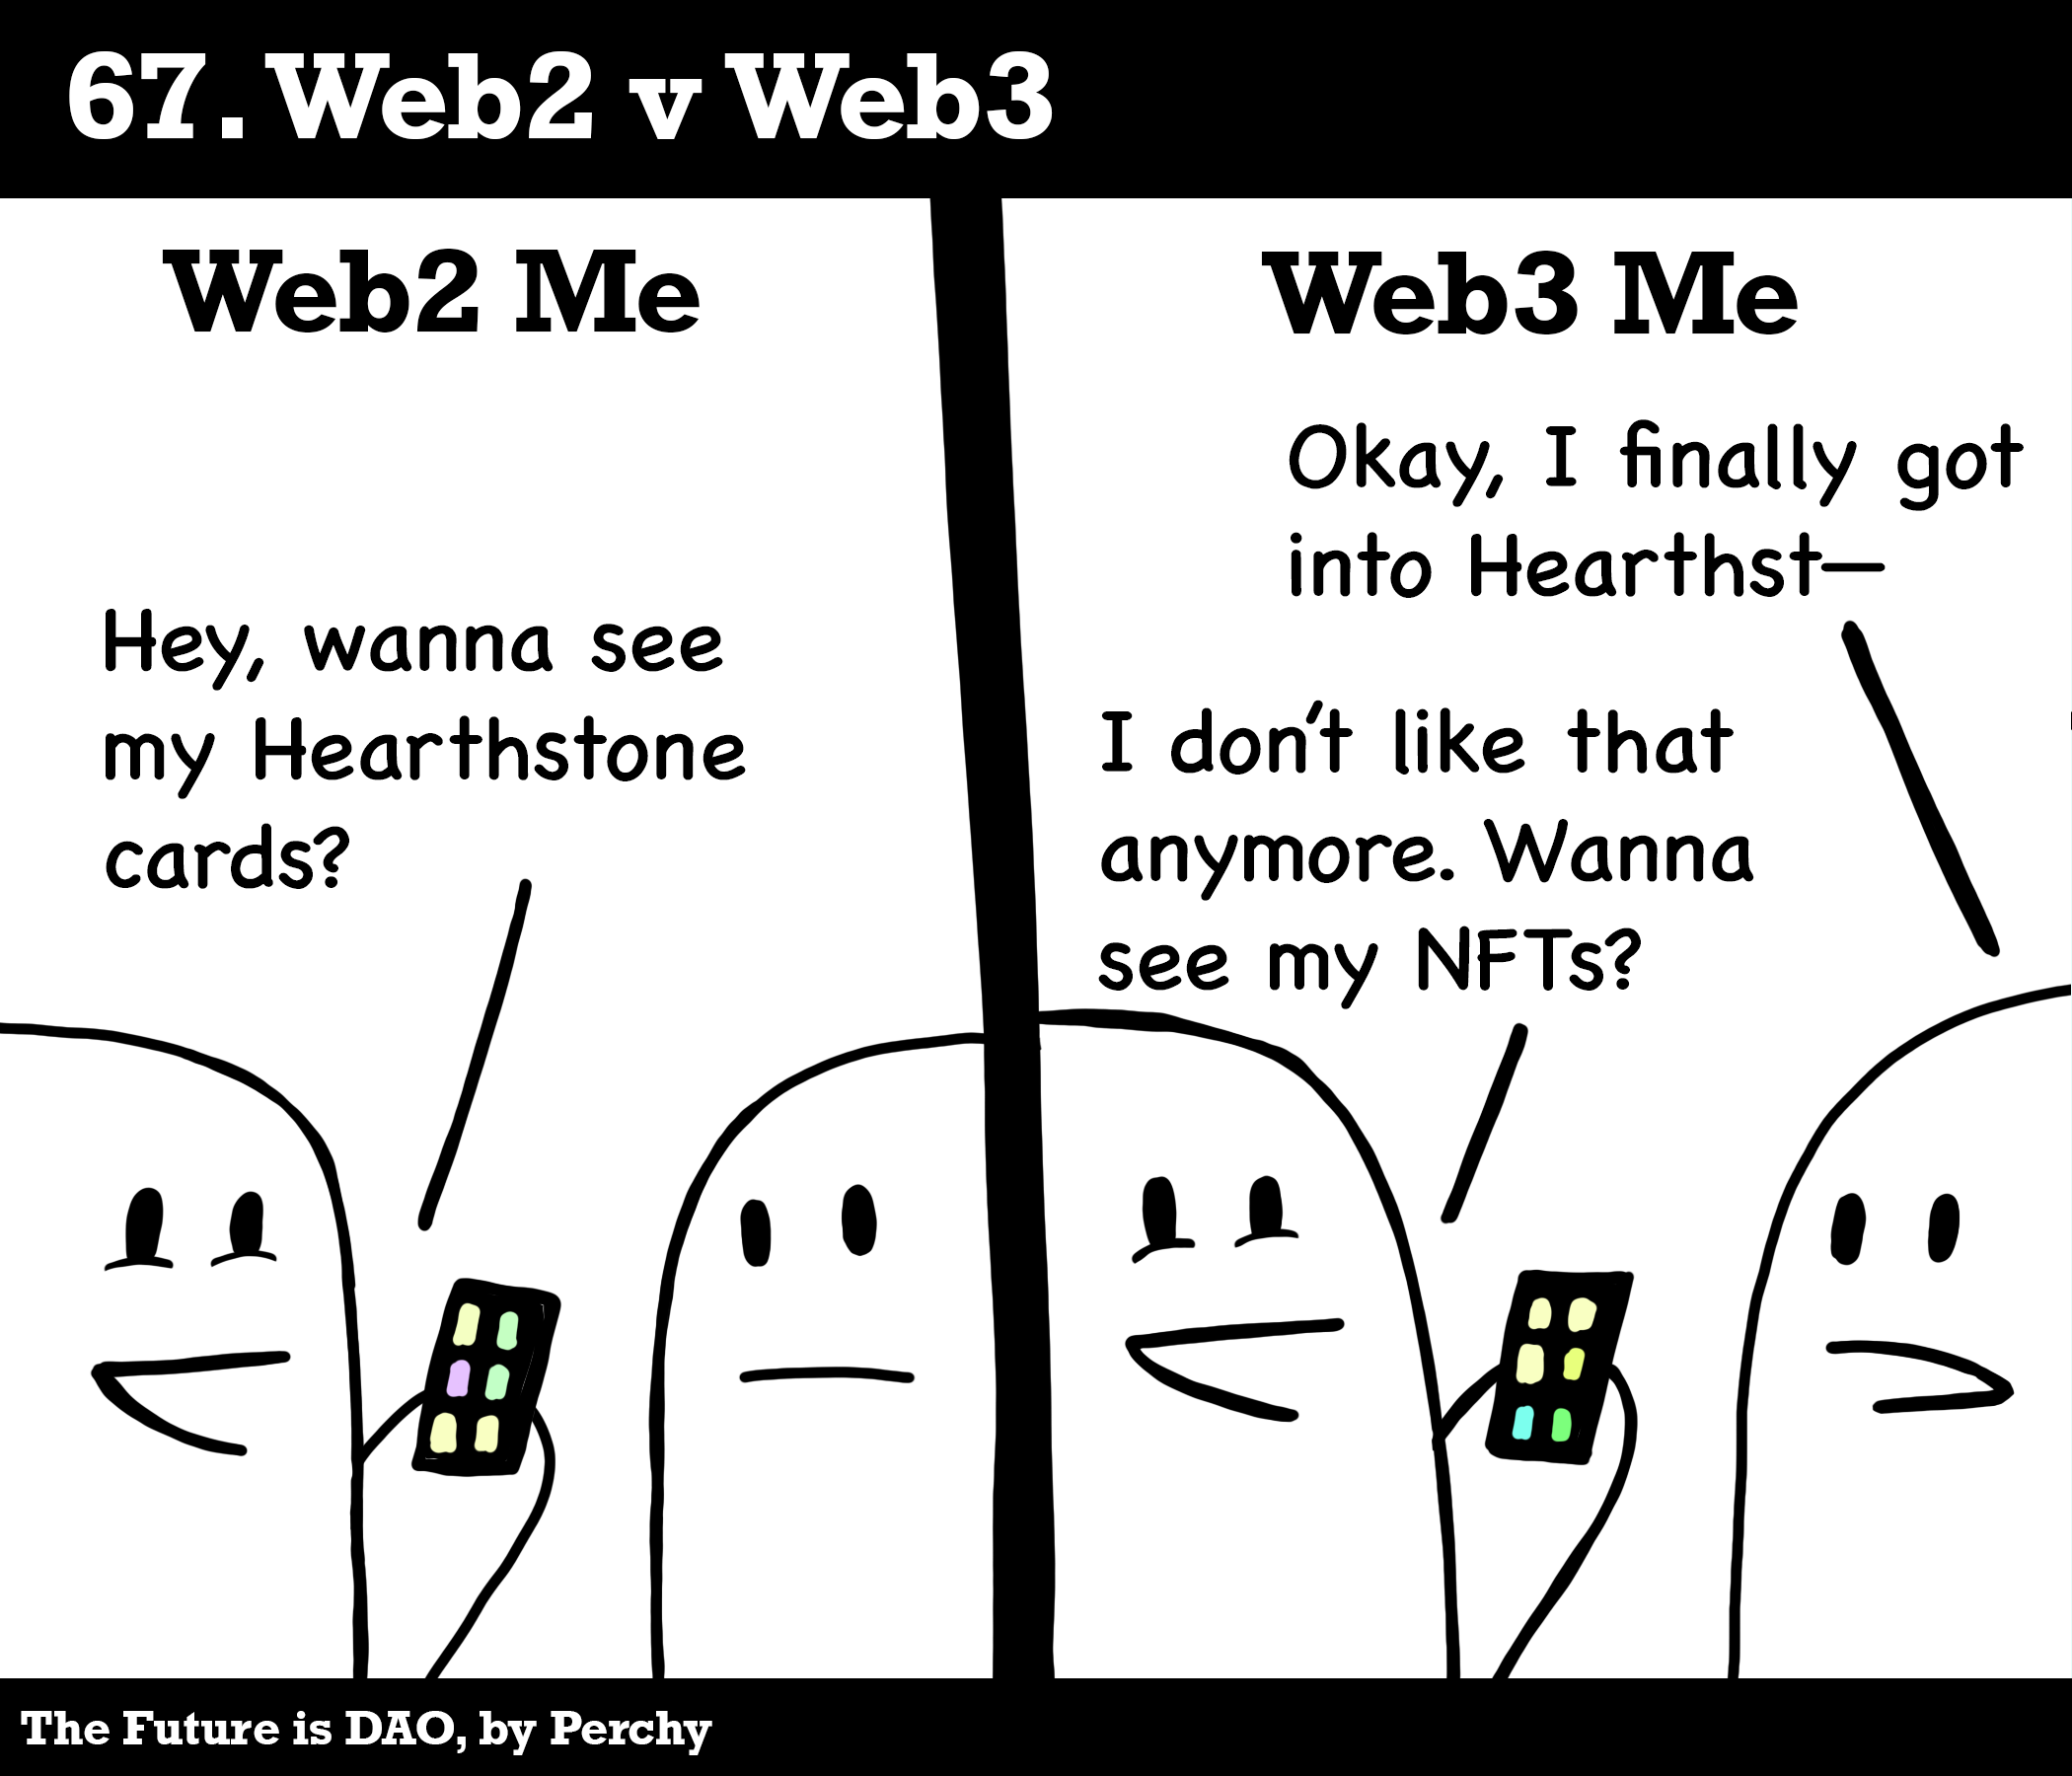 67. Web2 v Web3
Web2 Me
Hey, wanna see
my Hearthstone
cards?
Web3 Me
Okay, I finally got
into Hearthst—
I don't like that
anymore. Wanna
see my NFTs?
The Future is DAO, by Perchy